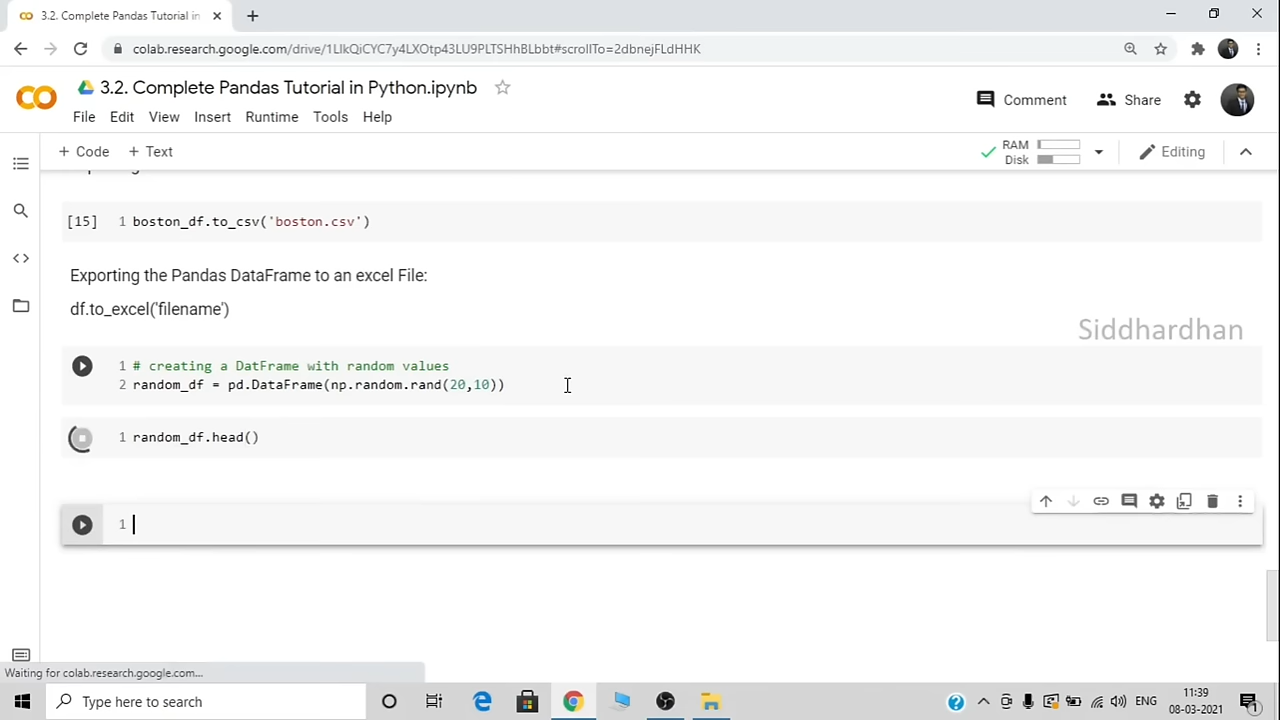 3.2. Complete Pandas Tutorial in
colab.research.google.com/drive/1LIkQiCYC7y4LXOtp43LU9PLTSHhBLbbt#scrollTo=2dbnejFLdHHK
3.2. Complete Pandas Tutorial in Python.ipynb
Comment
Share
File Edit View Insert Runtime Tools Help
+ Code + Text
RAM
Disk
Editing
[15] 1 boston_df.to_csv('boston.csv')
Exporting the Pandas DataFrame to an excel File:
df.to_excel('filename')
Siddhardhan
1 # creating a DatFrame with random values
2 random_df = pd.DataFrame(np.random.rand(20,10))
1 random_df.head()
1
Waiting for colab.research.google.com...
Type here to search
ENG
11:39
08-03-2021
1